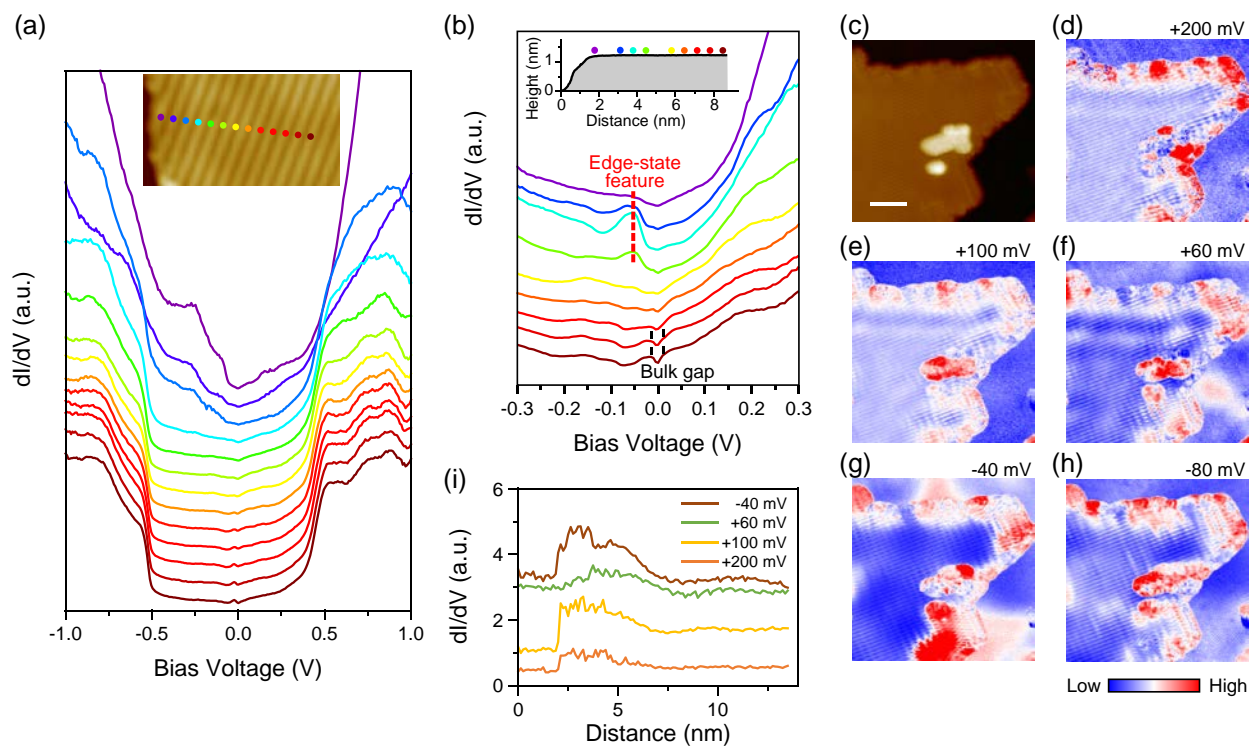 (a)
dI/dV (a.u.)
-1.0 -0.5 0.0 0.5 1.0
Bias Voltage (V)
(b)
Height (nm)
1
0
0 2 4 6 8
Distance (nm)
Edge-state
feature
Bulk gap
dI/dV (a.u.)
-0.3 -0.2 -0.1 0.0 0.1 0.2 0.3
Bias Voltage (V)
(c)
(d)
+200 mV
(e)
+100 mV
(f)
+60 mV
(g)
-40 mV
(h)
-80 mV
Low High
(i)
-40 mV
+60 mV
+100 mV
+200 mV
dI/dV (a.u.)
6
4
2
0
0 5 10
Distance (nm)